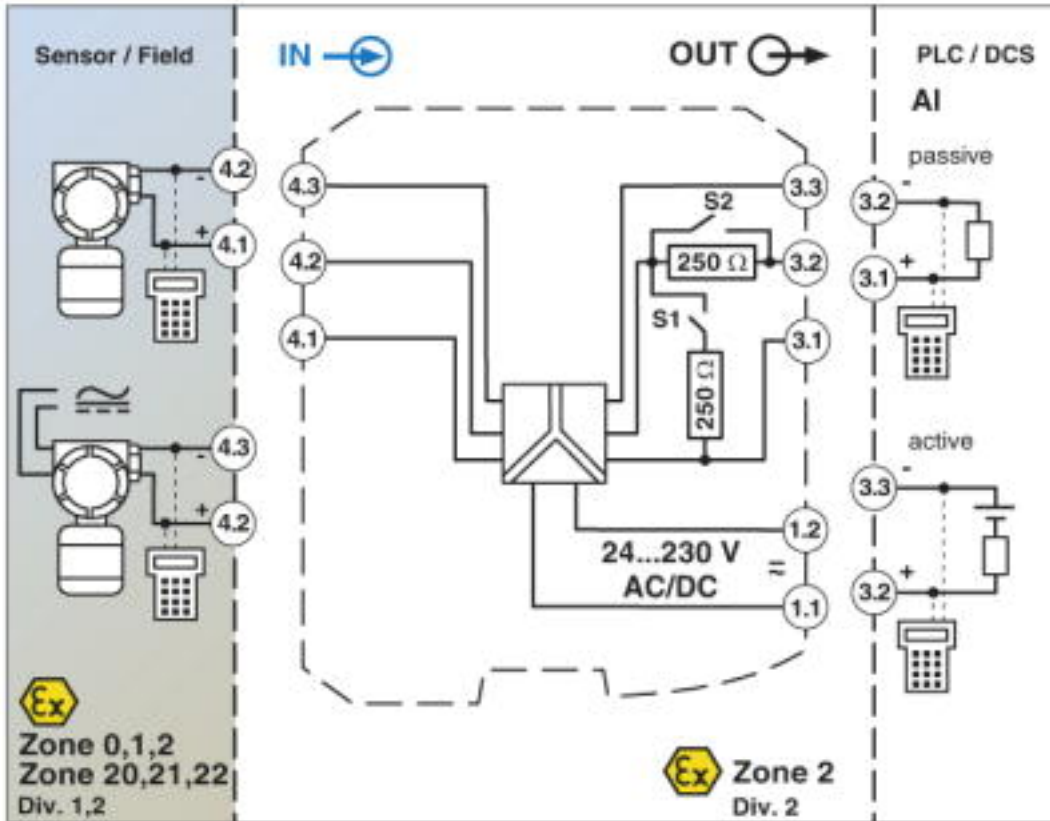 Sensor / Field
IN
OUT
PLC / DCS
AI
passive
4.2
-
+
4.1
4.3
4.2
4.1
3.3
S2
250 Ω
3.2
S1
250 Ω
3.1
3.2
-
3.1
+
4.3
-
+
4.2
active
3.3
-
3.2
+
1.2
24...230 V
AC/DC
=
1.1
Ex
Zone 0,1,2
Zone 20,21,22
Div. 1,2
Ex
Zone 2
Div. 2